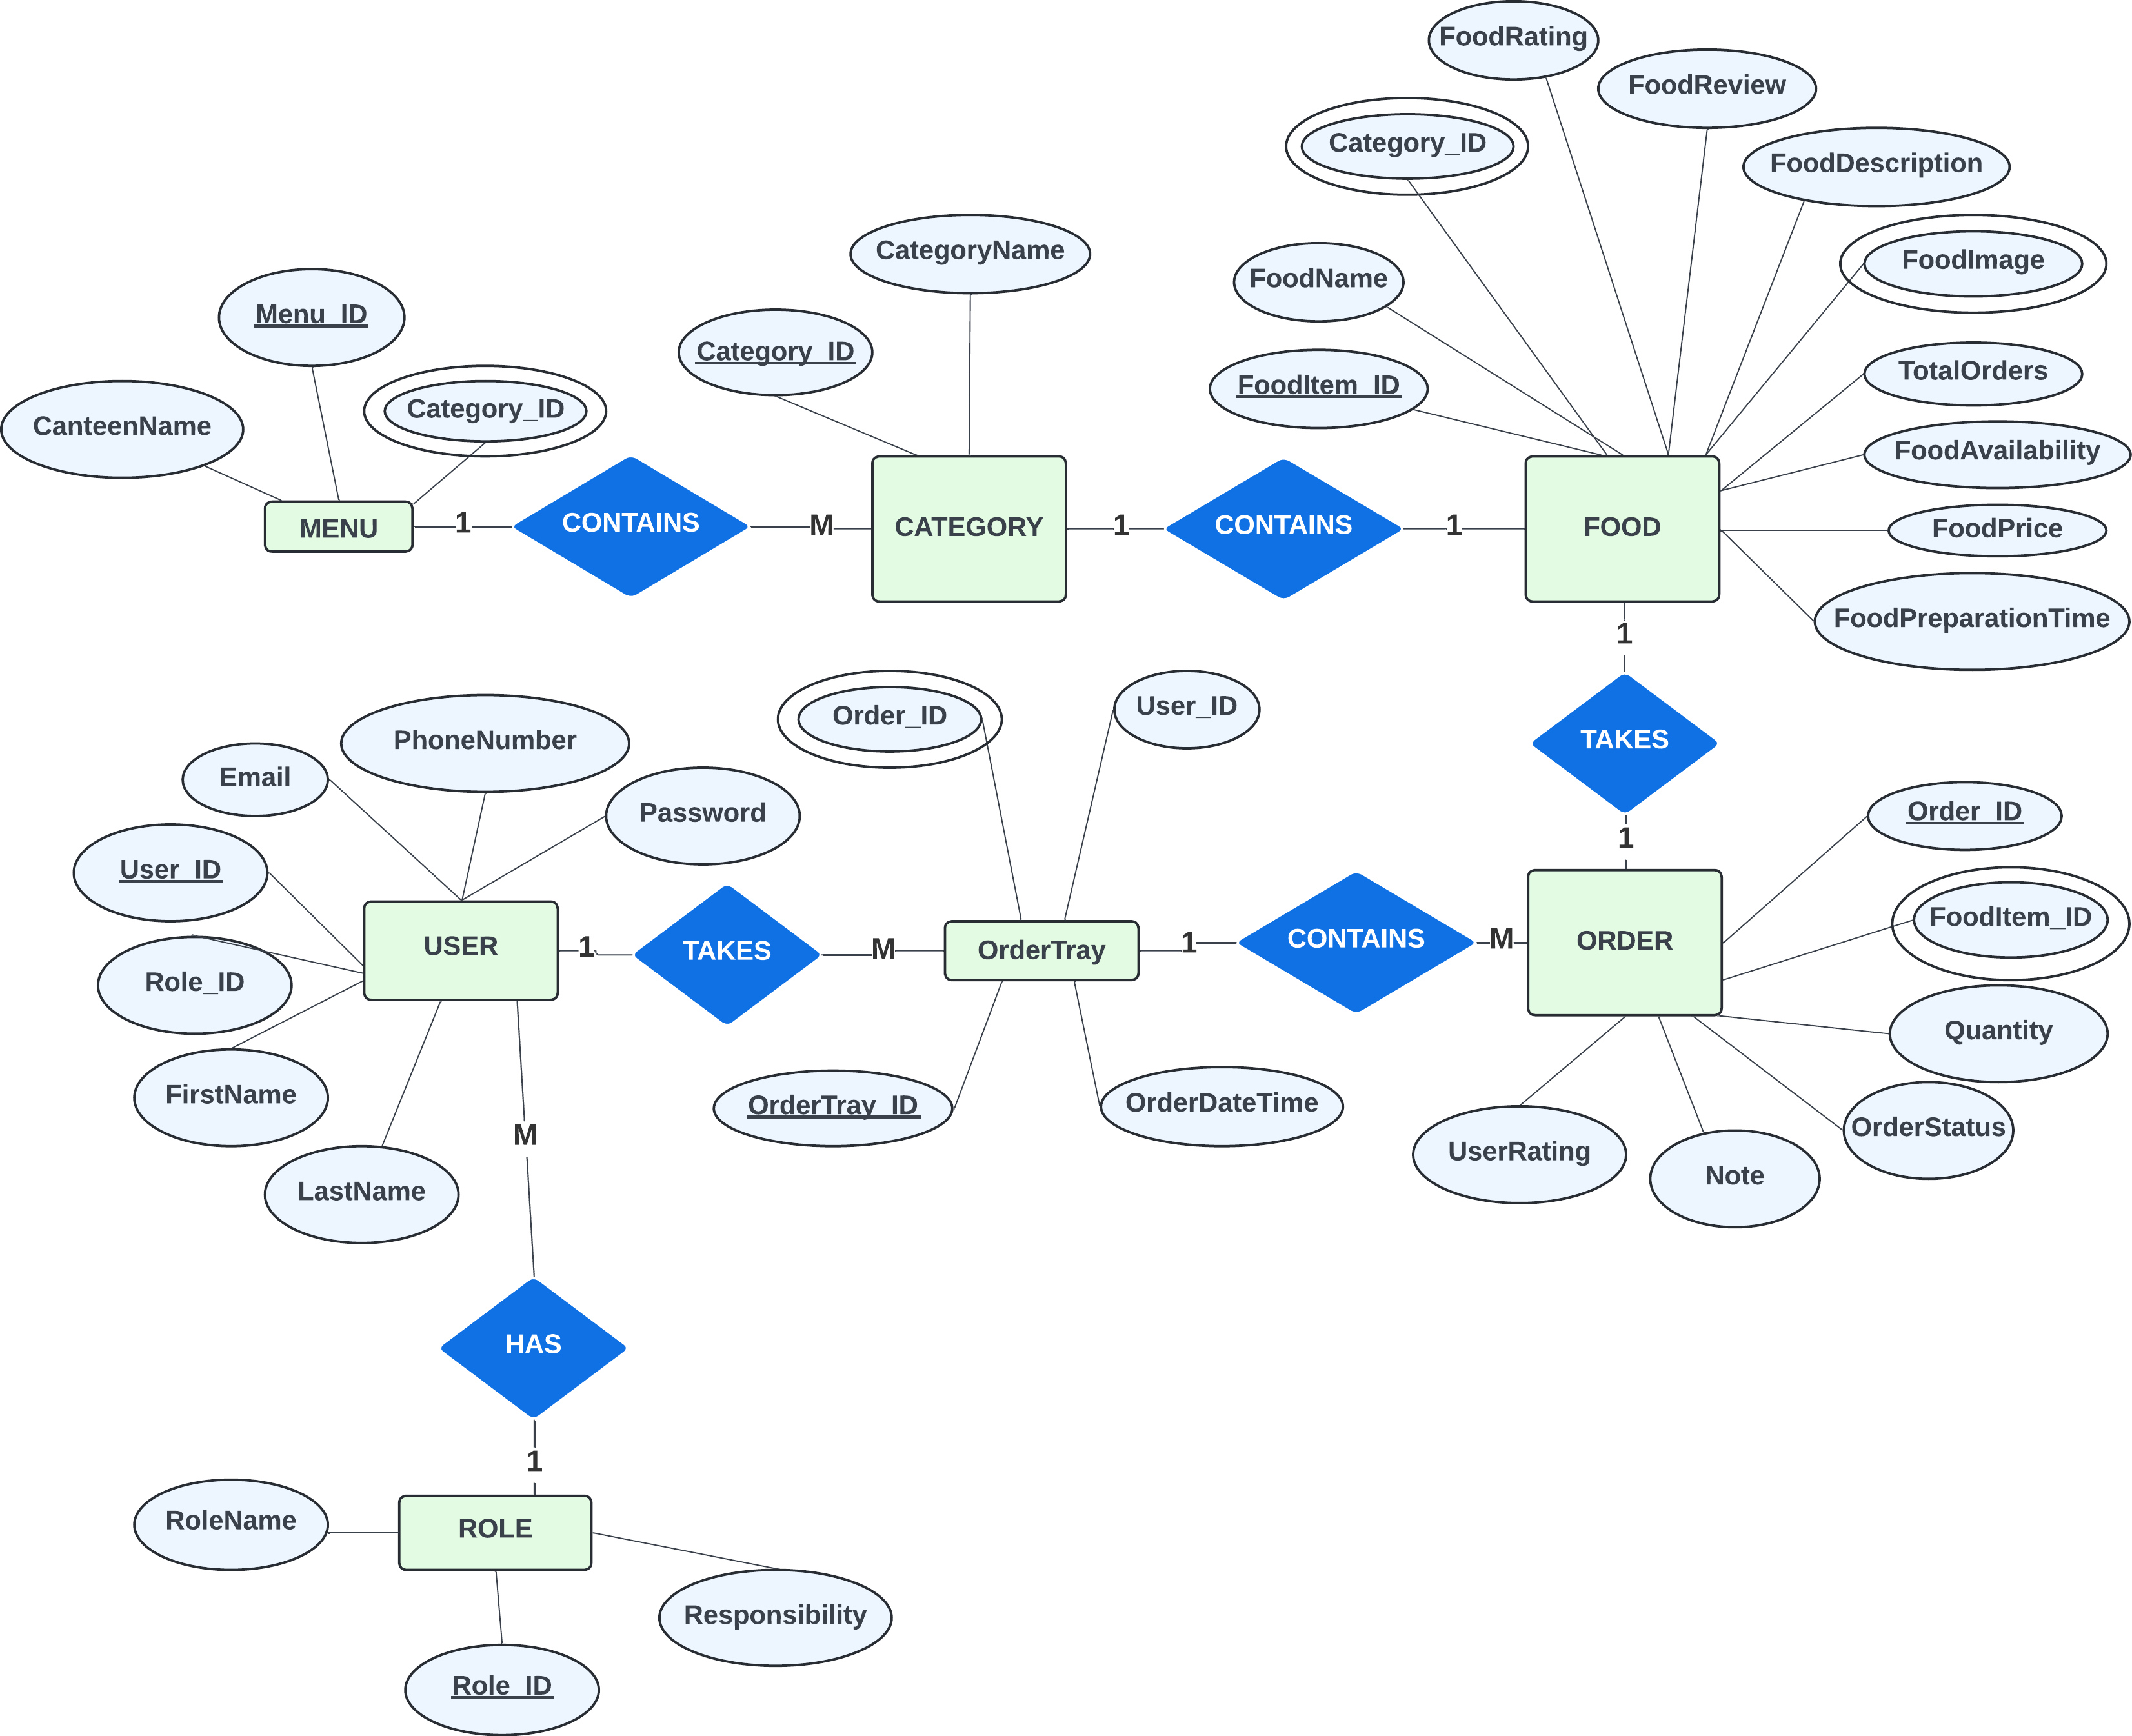 FoodRating
FoodReview
Category_ID
FoodDescription
CategoryName
FoodImage
FoodName
Menu_ID
Category_ID
TotalOrders
FoodItem_ID
Category_ID
CanteenName
FoodAvailability
MENU
1
CONTAINS
M
CATEGORY
1
CONTAINS
1
FOOD
FoodPrice
FoodPreparationTime
1
Order_ID
User_ID
PhoneNumber
TAKES
Email
Password
Order_ID
1
User_ID
FoodItem_ID
USER
1
TAKES
M
OrderTray
1
CONTAINS
M
ORDER
Role_ID
Quantity
FirstName
OrderTray_ID
OrderDateTime
OrderStatus
M
UserRating
Note
LastName
HAS
1
RoleName
ROLE
Responsibility
Role_ID